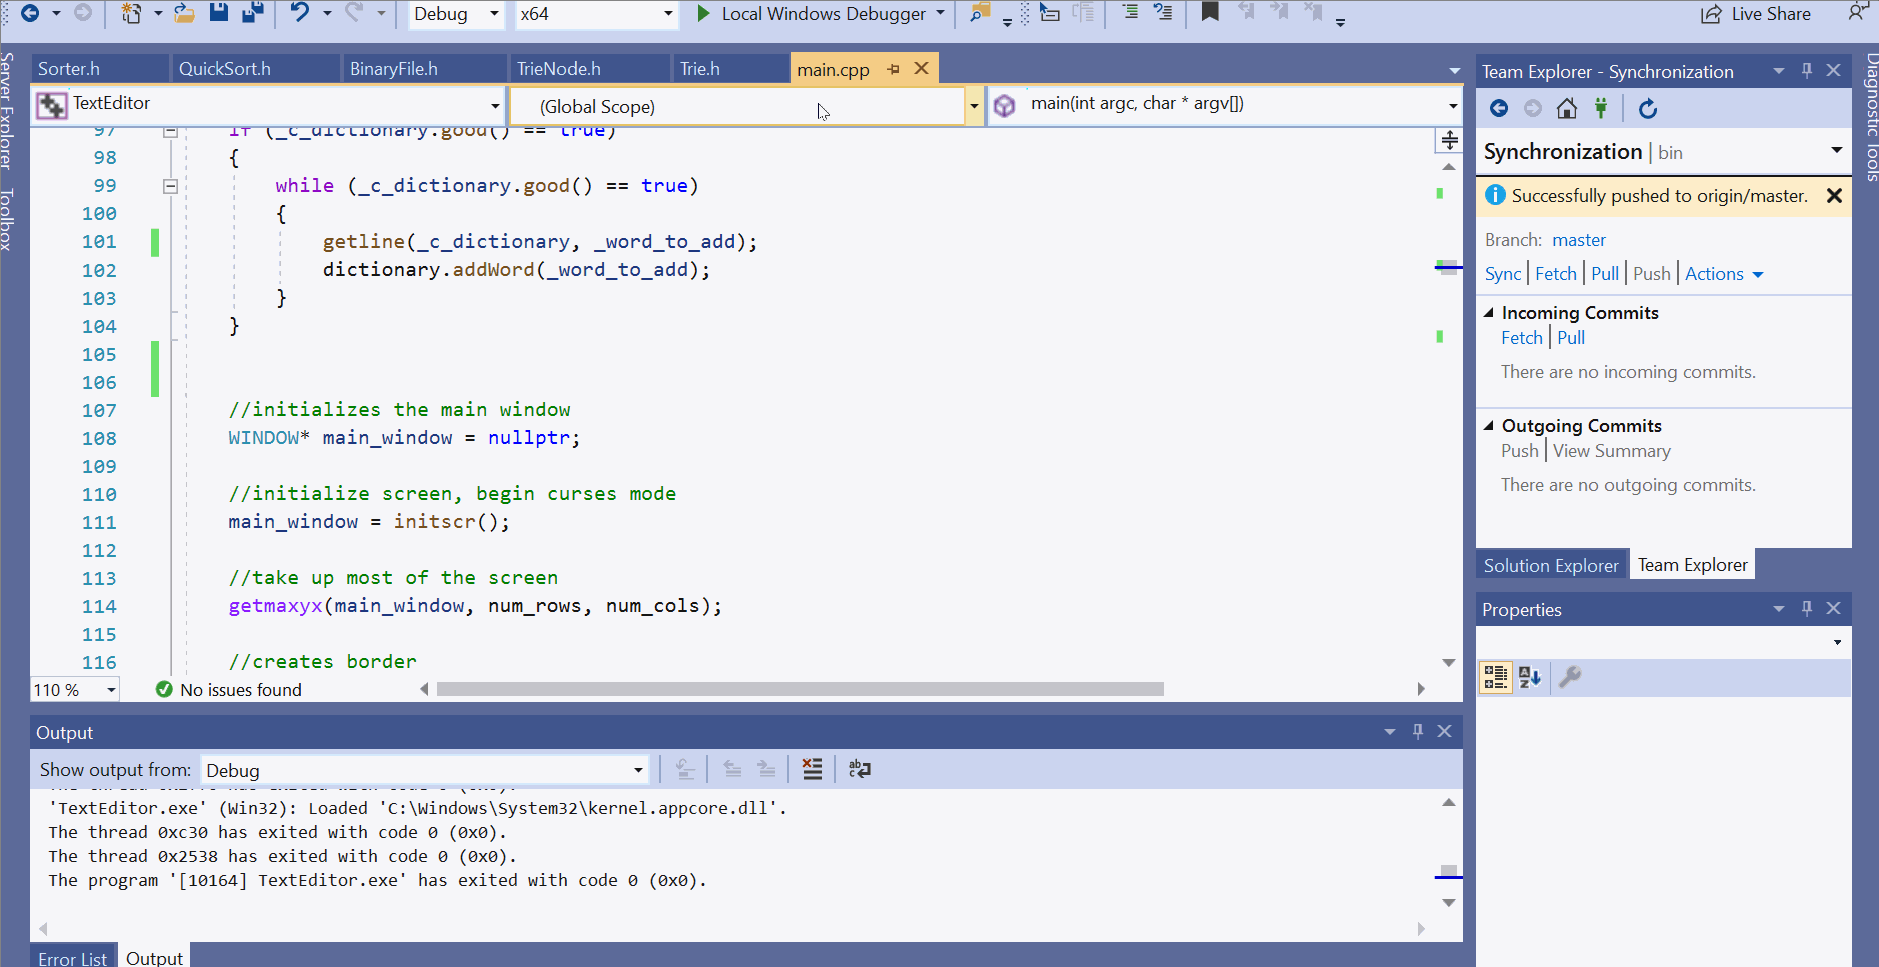 Debug
x64
Local Windows Debugger
Live Share
Server Explorer
Toolbox
Sorter.h
QuickSort.h
BinaryFile.h
TrieNode.h
Trie.h
main.cpp
TextEditor
(Global Scope)
main(int argc, char * argv[])
97 if (_c_dictionary.good() == true)
98 {
99 while (_c_dictionary.good() == true)
100 {
101 getline(_c_dictionary, _word_to_add);
102 dictionary.addWord(_word_to_add);
103 }
104 }
105
106
107 //initializes the main window
108 WINDOW* main_window = nullptr;
109
110 //initialize screen, begin curses mode
111 main_window = initscr();
112
113 //take up most of the screen
114 getmaxyx(main_window, num_rows, num_cols);
115
116 //creates border
110 %
No issues found
Output
Show output from: Debug
'TextEditor.exe' (Win32): Loaded 'C:\Windows\System32\kernel.appcore.dll'.
The thread 0xc30 has exited with code 0 (0x0).
The thread 0x2538 has exited with code 0 (0x0).
The program '[10164] TextEditor.exe' has exited with code 0 (0x0).
Error List
Output
Team Explorer - Synchronization
Synchronization | bin
Successfully pushed to origin/master.
Branch: master
Sync | Fetch | Pull | Push | Actions
Incoming Commits
Fetch | Pull
There are no incoming commits.
Outgoing Commits
Push | View Summary
There are no outgoing commits.
Solution Explorer
Team Explorer
Properties
Diagnostic Tools